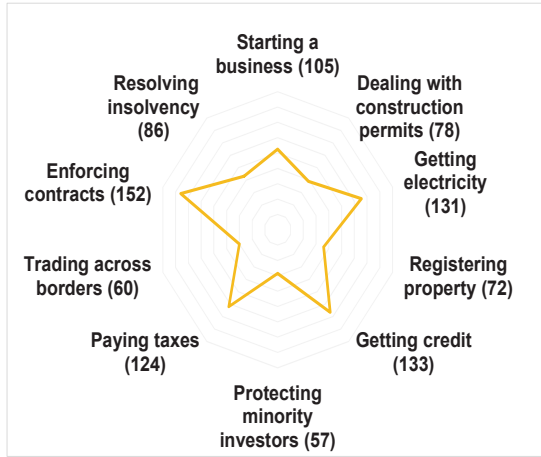 Starting a
business (105)
Dealing with
construction
permits (78)
Getting
electricity
(131)
Registering
property (72)
Getting credit
(133)
Protecting
minority
investors (57)
Paying taxes
(124)
Trading across
borders (60)
Enforcing
contracts (152)
Resolving
insolvency
(86)